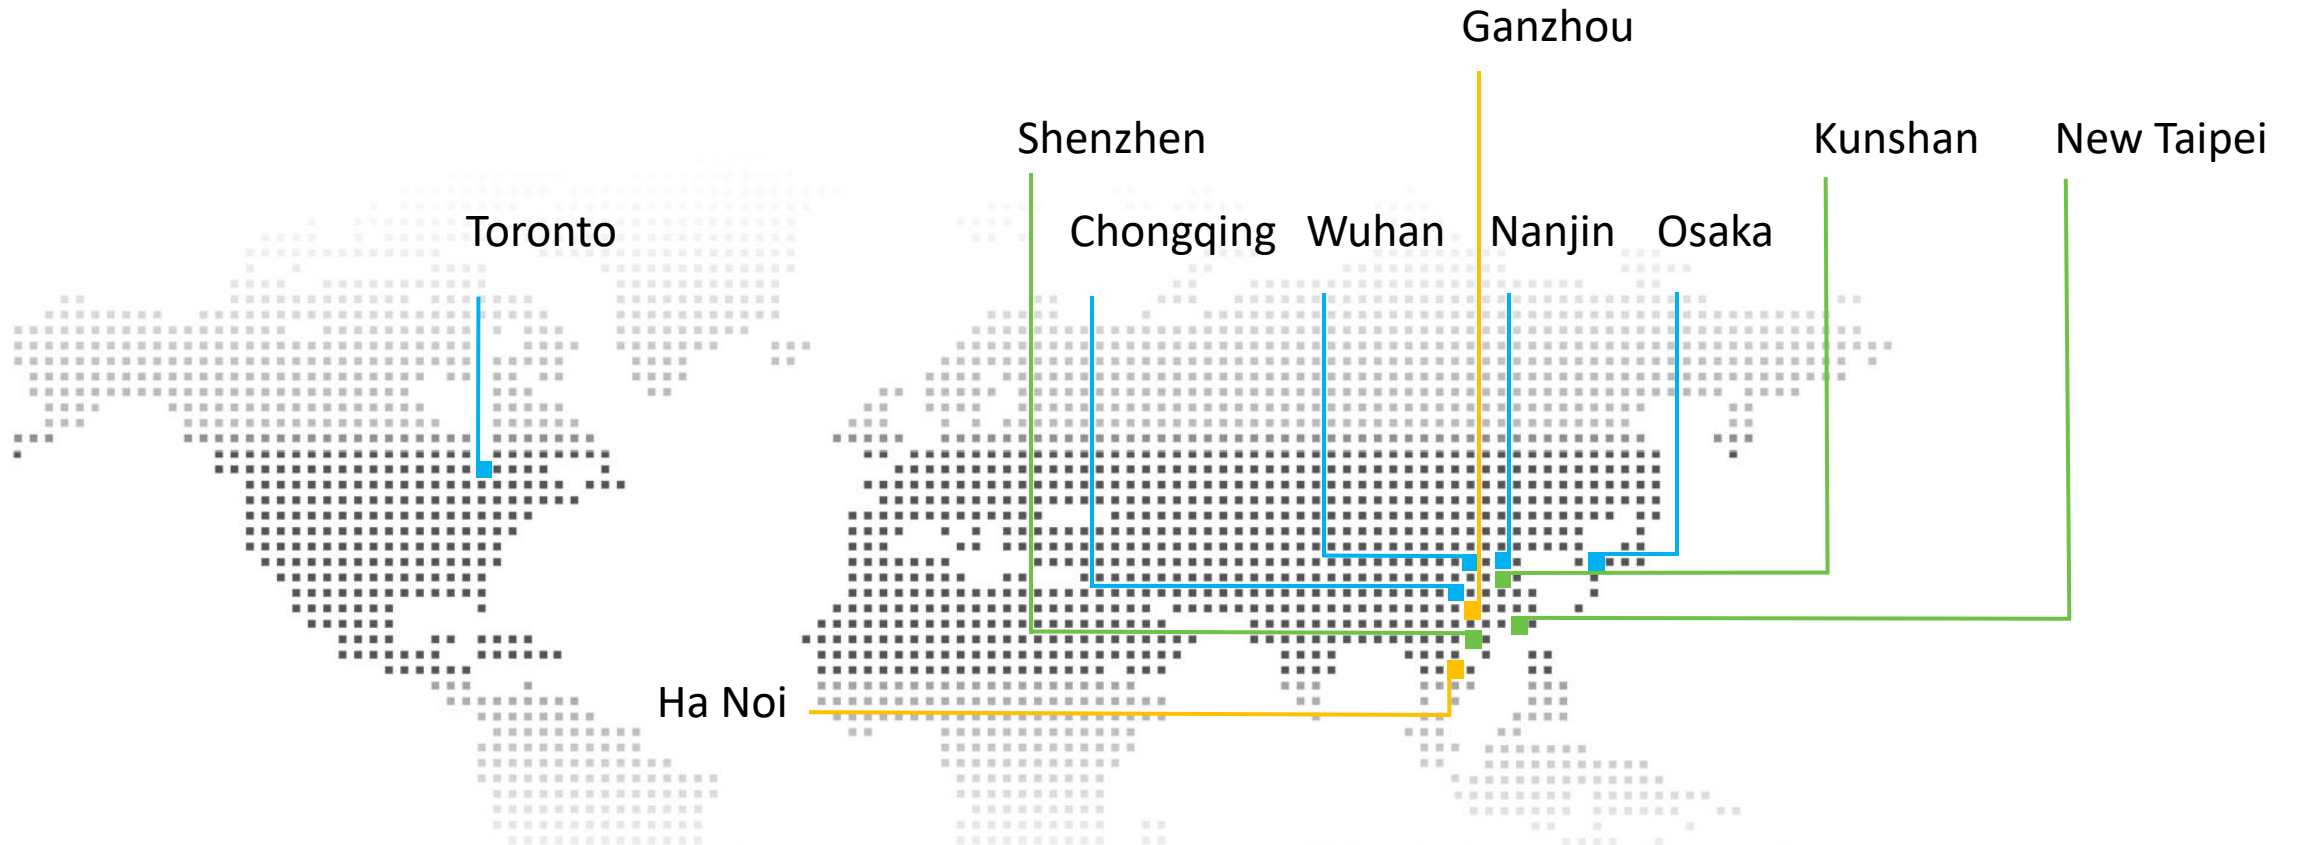 Ganzhou
Shenzhen
Kunshan
New Taipei
Toronto
Chongqing
Wuhan
Nanjin
Osaka
Ha Noi